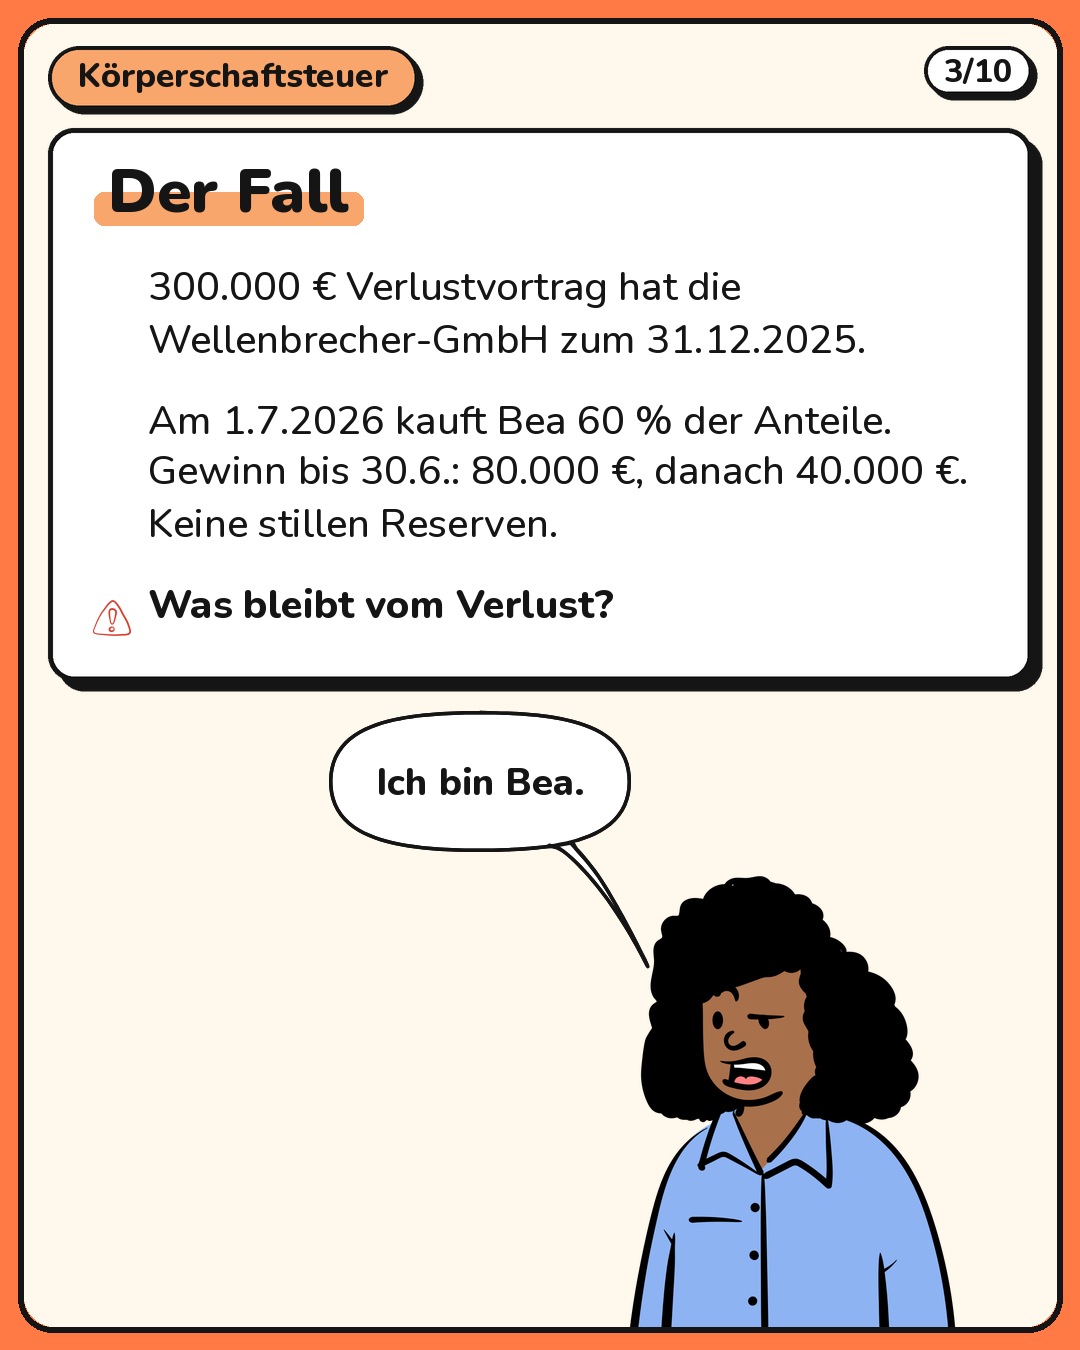 Körperschaftsteuer
3/10
Der Fall
300.000 € Verlustvortrag hat die
Wellenbrecher-GmbH zum 31.12.2025.
Am 1.7.2026 kauft Bea 60 % der Anteile.
Gewinn bis 30.6.: 80.000 €, danach 40.000 €.
Keine stillen Reserven.
Was bleibt vom Verlust?
Ich bin Bea.